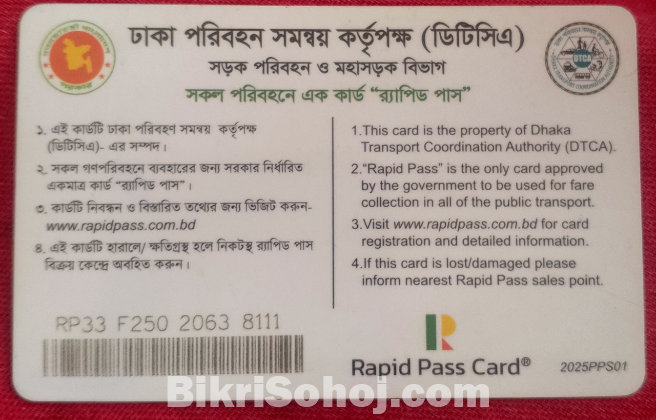 ঢাকা পরিবহন সমন্বয় কর্তৃপক্ষ (ডিটিসিএ)
সড়ক পরিবহন ও মহাসড়ক বিভাগ
সকল পরিবহনে এক কার্ড “র‍্যাপিড পাস”
DTCA
১. এই কার্ডটি ঢাকা পরিবহণ সমন্বয় কর্তৃপক্ষ
(ডিটিসিএ)- এর সম্পদ।
২. সকল গণপরিবহনে ব্যবহারের জন্য সরকার নির্ধারিত
একমাত্র কার্ড “র‍্যাপিড পাস”।
৩. কার্ডটি নিবন্ধন ও বিস্তারিত তথ্যের জন্য ভিজিট করুন-
www.rapidpass.com.bd
৪. এই কার্ডটি হারালে/ ক্ষতিগ্রস্থ হলে নিকটস্থ র‍্যাপিড পাস
বিক্রয় কেন্দ্রে অবহিত করুন।
1.This card is the property of Dhaka
Transport Coordination Authority (DTCA).
2.“Rapid Pass” is the only card approved
by the government to be used for fare
collection in all of the public transport.
3.Visit www.rapidpass.com.bd for card
registration and detailed information.
4.If this card is lost/damaged please
inform nearest Rapid Pass sales point.
RP33 F250 2063 8111
Rapid Pass Card®
2025PPS01
BikriSohoj.com